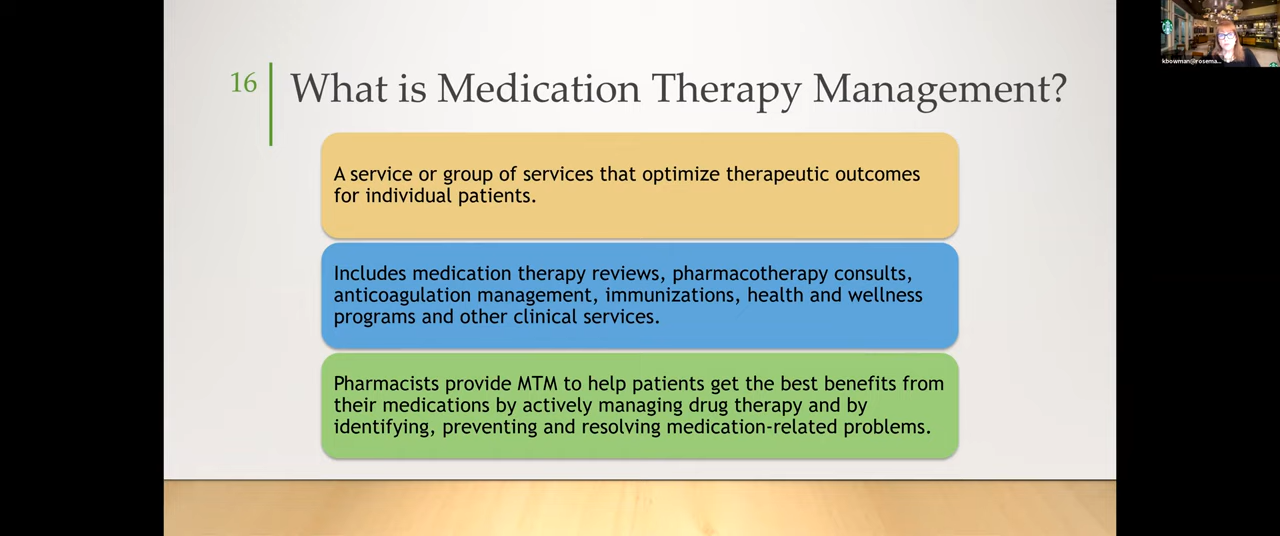 16
What is Medication Therapy Management?
A service or group of services that optimize therapeutic outcomes
for individual patients.
Includes medication therapy reviews, pharmacotherapy consults,
anticoagulation management, immunizations, health and wellness
programs and other clinical services.
Pharmacists provide MTM to help patients get the best benefits from
their medications by actively managing drug therapy and by
identifying, preventing and resolving medication-related problems.
kbowman@rosema...